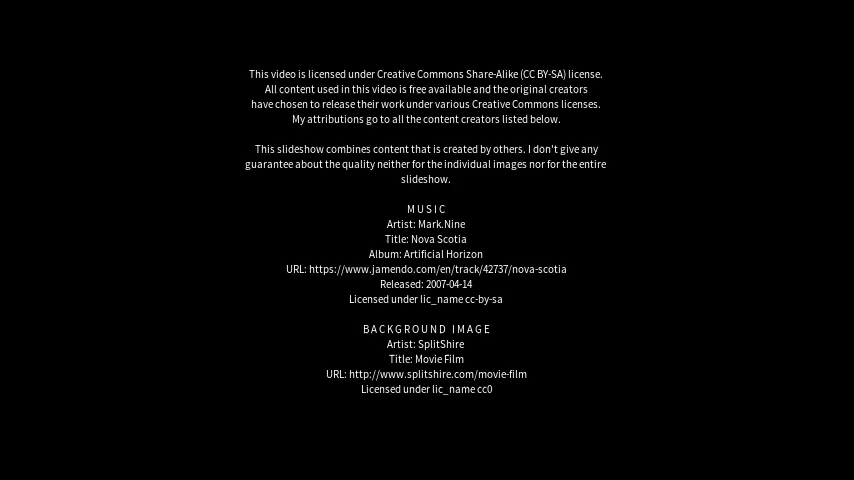 This video is licensed under Creative Commons Share-Alike (CC BY-SA) license.
All content used in this video is free available and the original creators
have chosen to release their work under various Creative Commons licenses.
My attributions go to all the content creators listed below.
This slideshow combines content that is created by others. I don't give any
guarantee about the quality neither for the individual images nor for the entire
slideshow.
MUSIC
Artist: Mark.Nine
Title: Nova Scotia
Album: Artificial Horizon
URL: https://www.jamendo.com/en/track/42737/nova-scotia
Released: 2007-04-14
Licensed under lic_name cc-by-sa
BACKGROUND IMAGE
Artist: SplitShire
Title: Movie Film
URL: http://www.splitshire.com/movie-film
Licensed under lic_name cc0